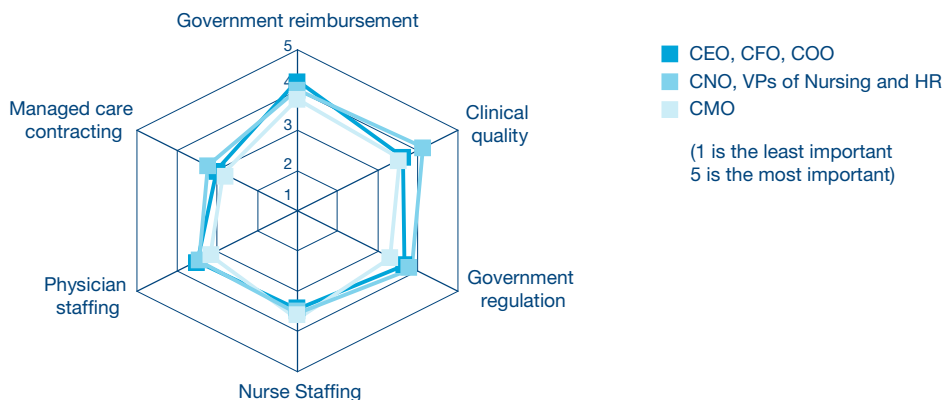 Government reimbursement
5
4
3
2
1
Clinical
quality
Government
regulation
Nurse Staffing
Physician
staffing
Managed care
contracting
CEO, CFO, COO
CNO, VPs of Nursing and HR
CMO
(1 is the least important
5 is the most important)